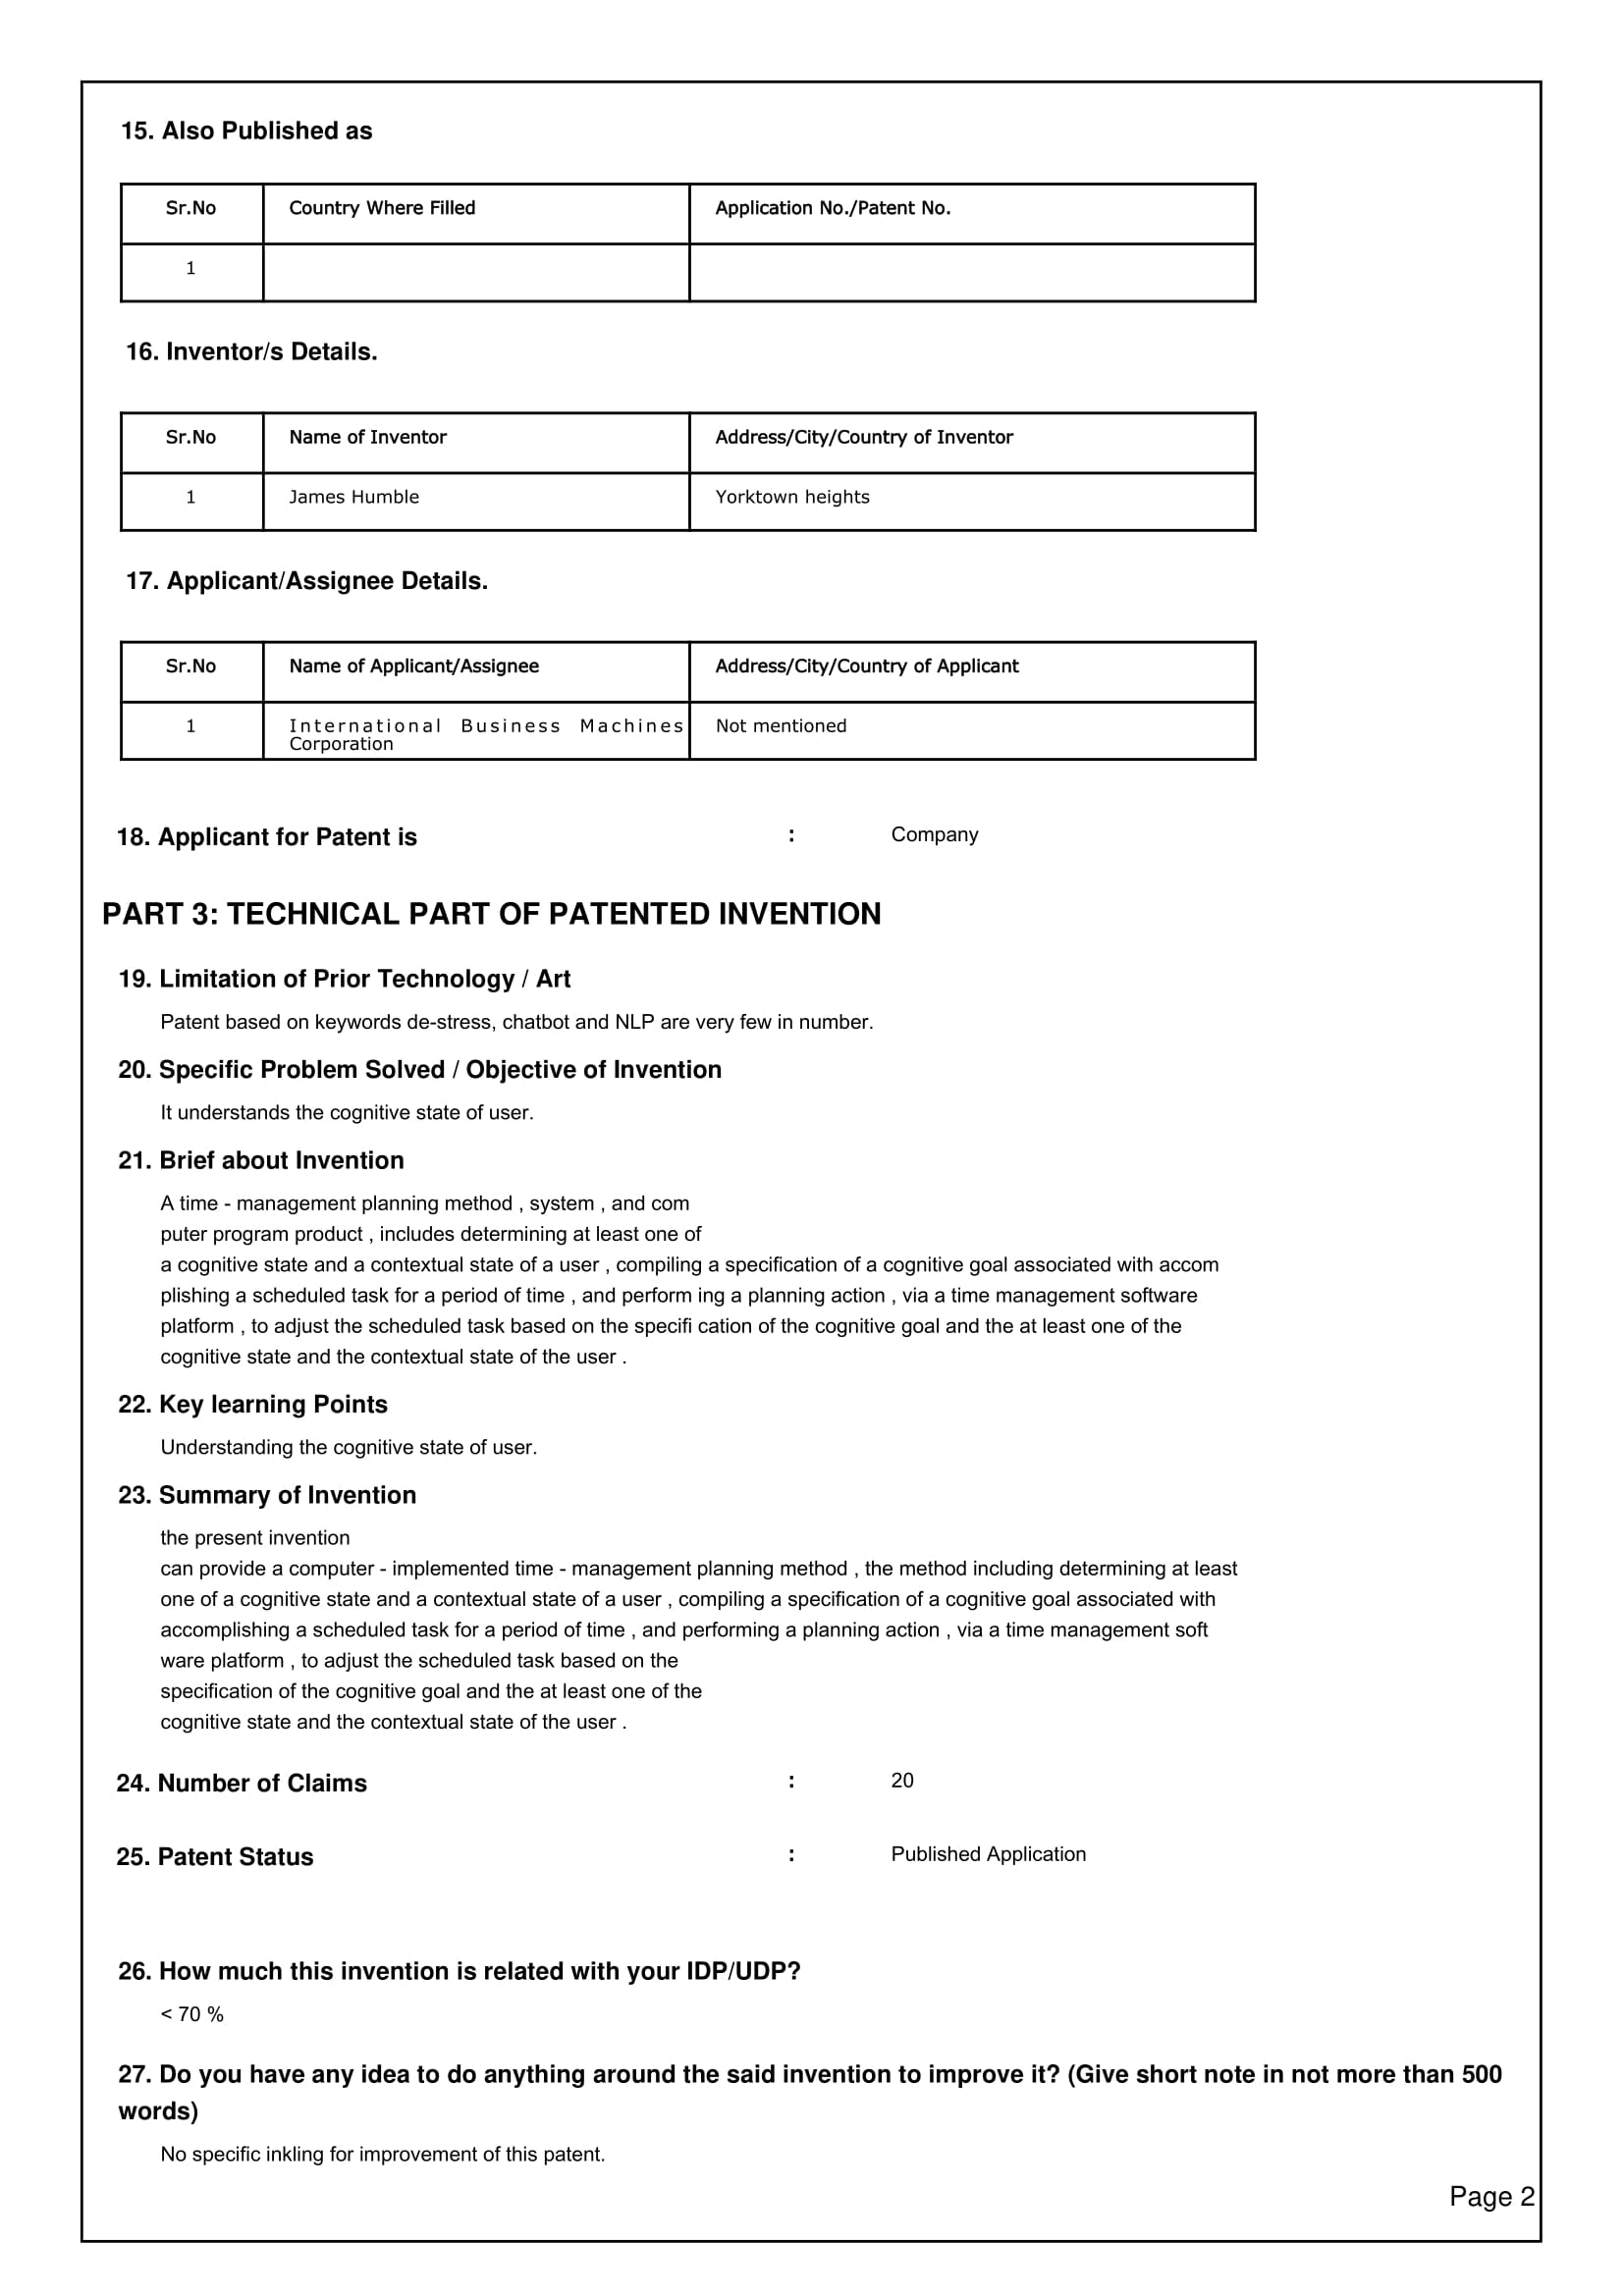 15. Also Published as
Sr.No Country Where Filled Application No./Patent No.
1
16. Inventor/s Details.
Sr.No Name of Inventor Address/City/Country of Inventor
1 James Humble Yorktown heights
17. Applicant/Assignee Details.
Sr.No Name of Applicant/Assignee Address/City/Country of Applicant
1 International Business Machines Not mentioned
Corporation
18. Applicant for Patent is : Company
PART 3: TECHNICAL PART OF PATENTED INVENTION
19. Limitation of Prior Technology / Art
Patent based on keywords de-stress, chatbot and NLP are very few in number.
20. Specific Problem Solved / Objective of Invention
It understands the cognitive state of user.
21. Brief about Invention
A time - management planning method , system , and com
puter program product , includes determining at least one of
a cognitive state and a contextual state of a user , compiling a specification of a cognitive goal associated with accom
plishing a scheduled task for a period of time , and perform ing a planning action , via a time management software
platform , to adjust the scheduled task based on the specifi cation of the cognitive goal and the at least one of the
cognitive state and the contextual state of the user .
22. Key learning Points
Understanding the cognitive state of user.
23. Summary of Invention
the present invention
can provide a computer - implemented time - management planning method , the method including determining at least
one of a cognitive state and a contextual state of a user , compiling a specification of a cognitive goal associated with
accomplishing a scheduled task for a period of time , and performing a planning action , via a time management soft
ware platform , to adjust the scheduled task based on the
specification of the cognitive goal and the at least one of the
cognitive state and the contextual state of the user .
24. Number of Claims : 20
25. Patent Status : Published Application
26. How much this invention is related with your IDP/UDP?
< 70 %
27. Do you have any idea to do anything around the said invention to improve it? (Give short note in not more than 500
words)
No specific inkling for improvement of this patent.
Page 2